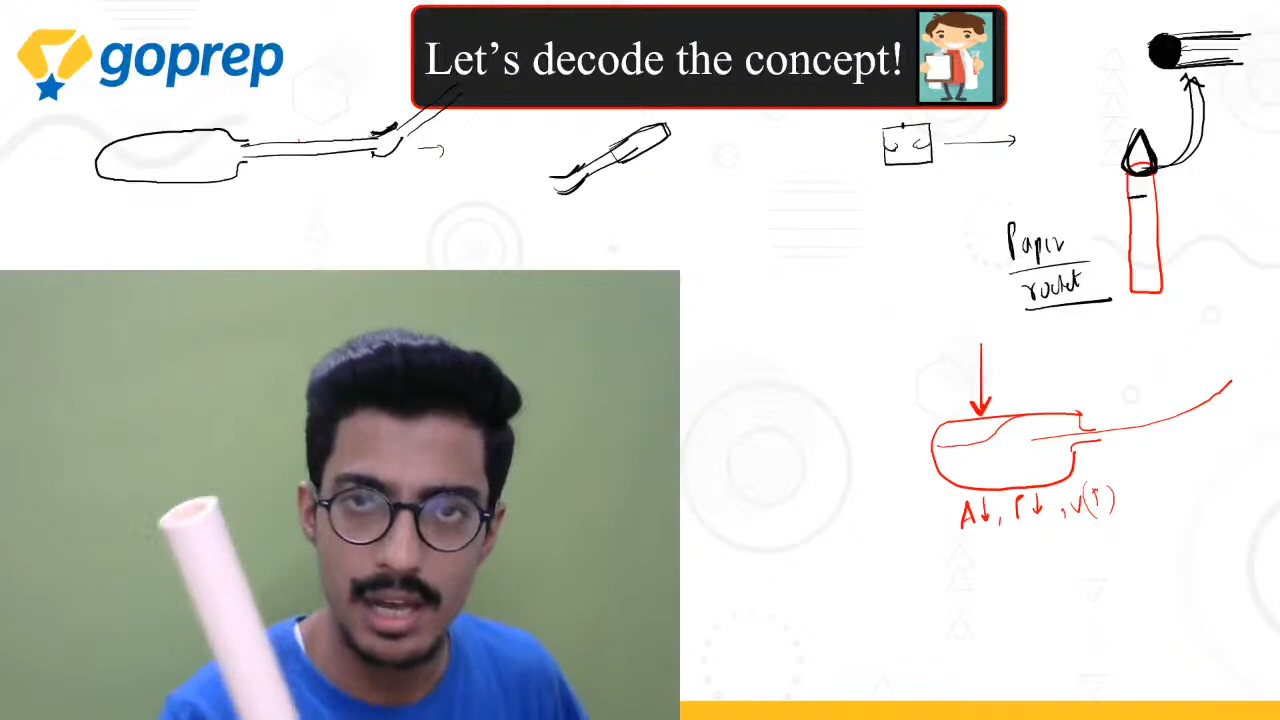 goprep
Let's decode the concept!
Paper
rocket
A↓, P↓, v(↑)